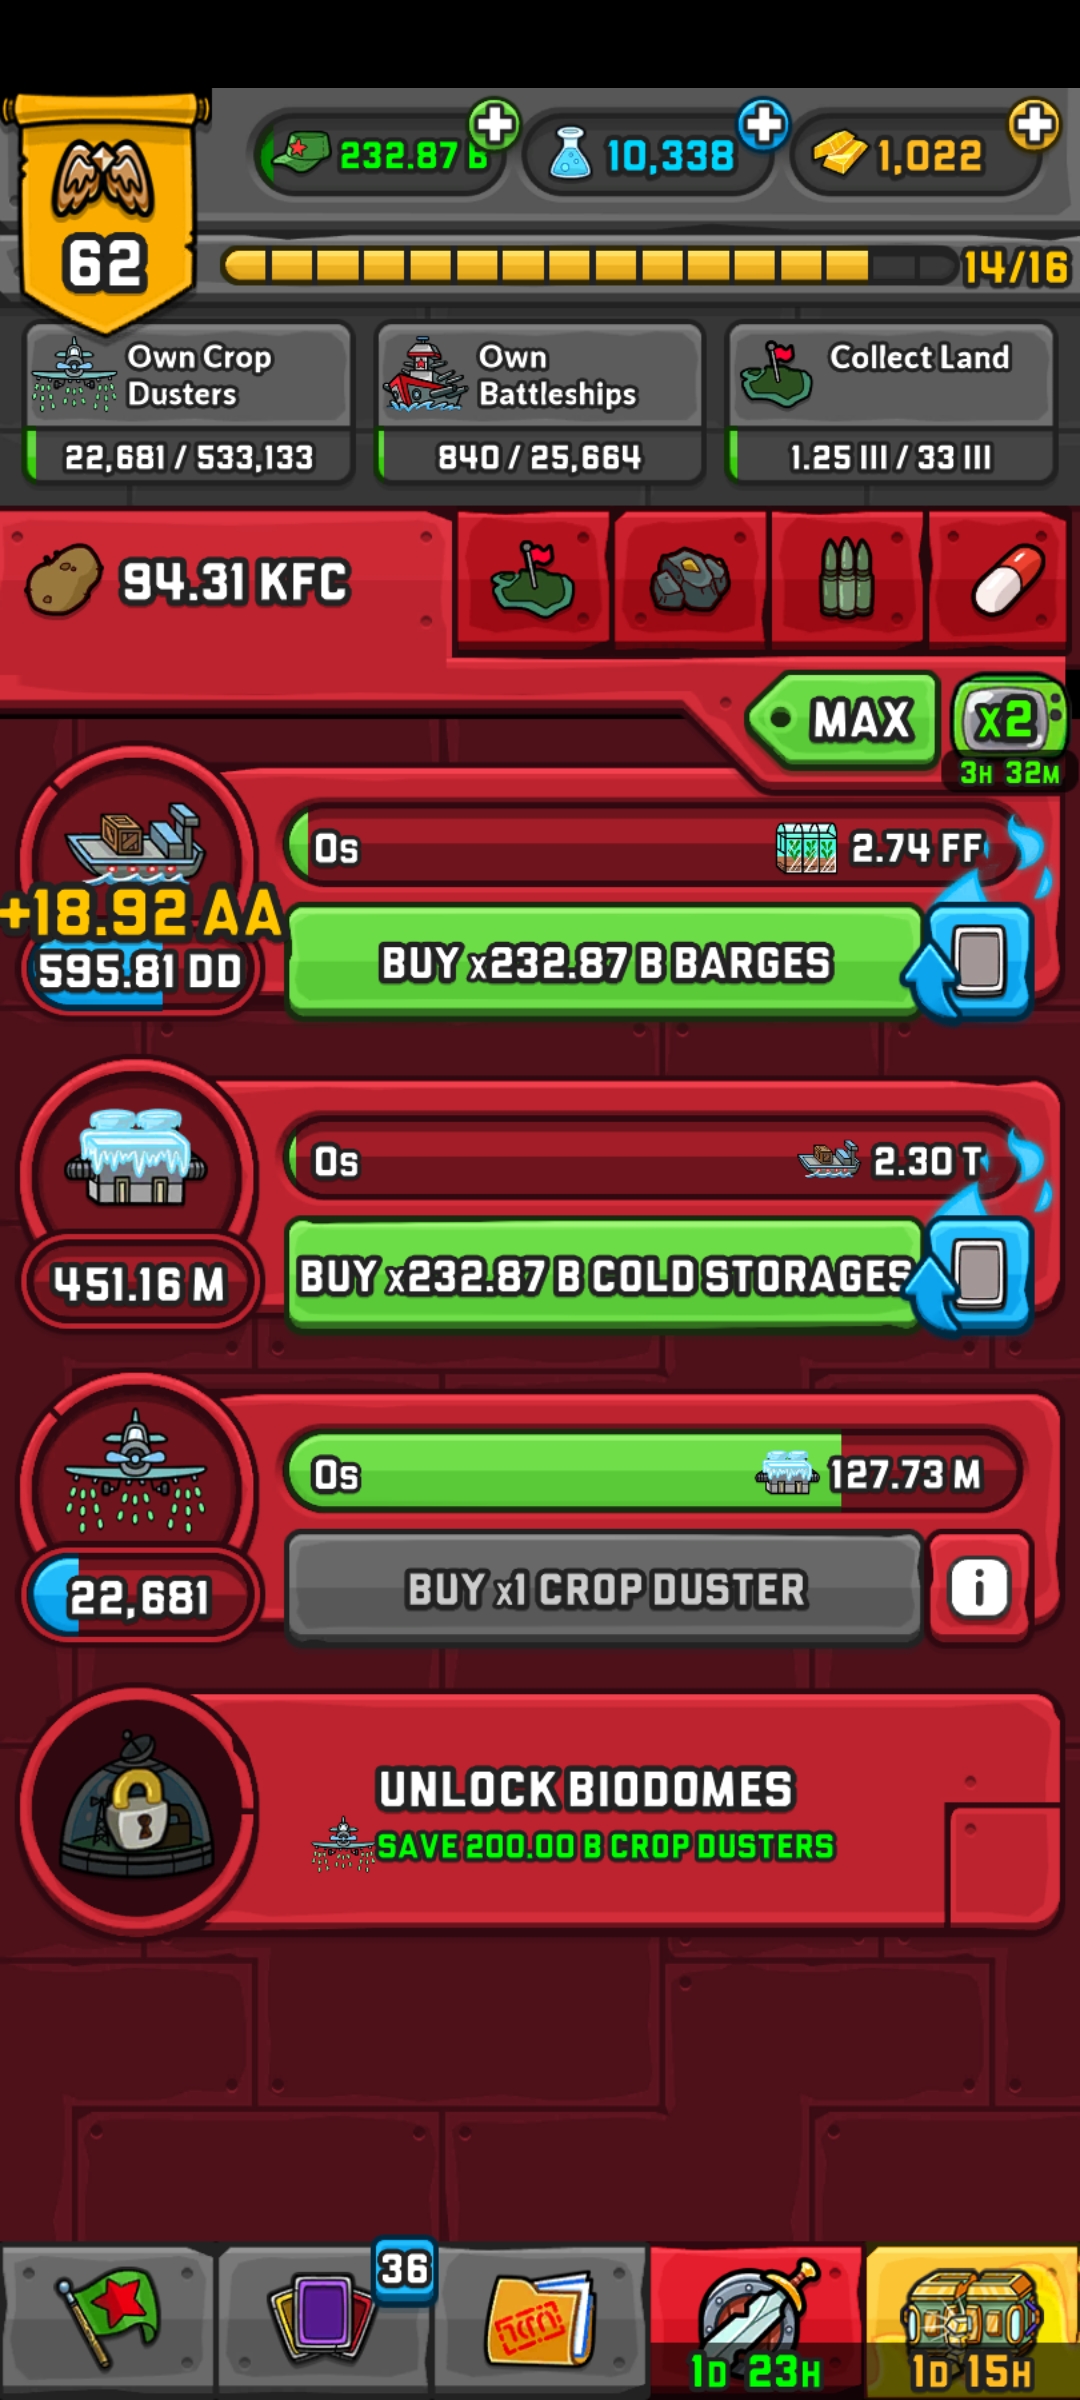 232.87 B
10,338
1,022
62
14/16
Own Crop
Dusters
Own
Battleships
Collect Land
22,681 / 533,133
840 / 25,664
1.25 III / 33 III
94.31 KFC
MAX
x2
3H 32M
0s
2.74 FF
+18.92 AA
595.81 DD
BUY x232.87 B BARGES
0s
2.30 T
451.16 M
BUY x232.87 B COLD STORAGES
0s
127.73 M
22,681
BUY x1 CROP DUSTER
i
UNLOCK BIODOMES
SAVE 200.00 B CROP DUSTERS
36
1D 23H
1D 15H